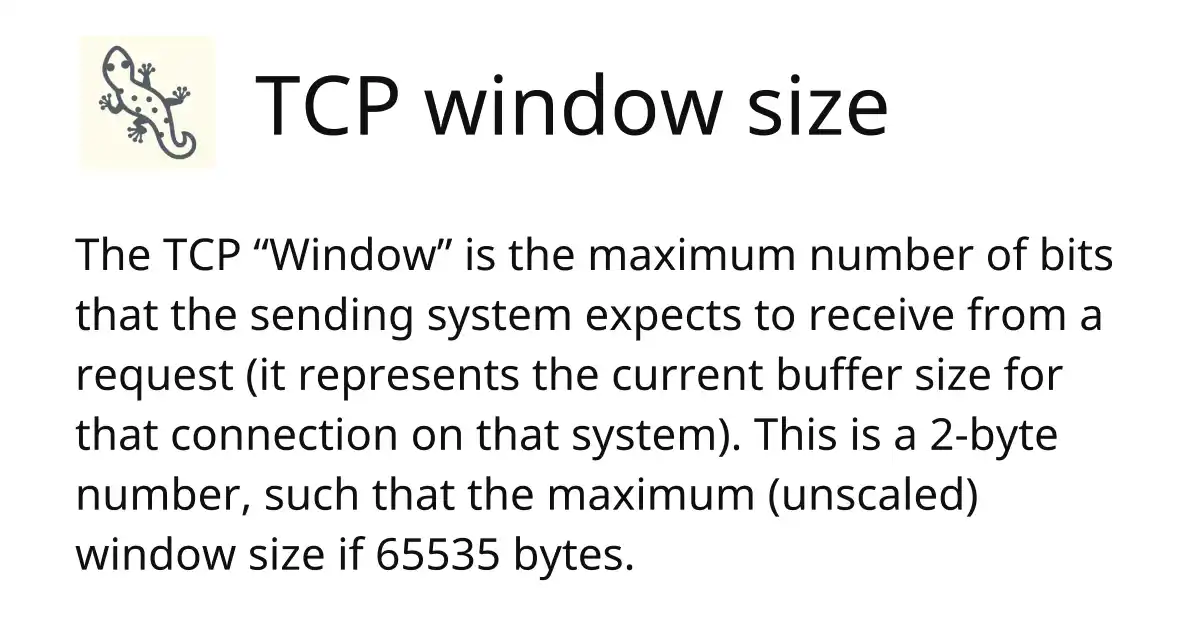 TCP window size
The TCP “Window” is the maximum number of bits
that the sending system expects to receive from a
request (it represents the current buffer size for
that connection on that system). This is a 2-byte
number, such that the maximum (unscaled)
window size if 65535 bytes.